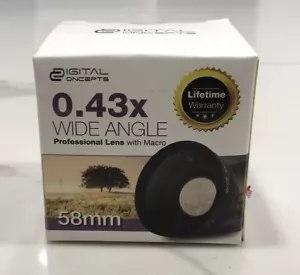 DIGITAL
CONCEPTS
0.43x
WIDE ANGLE
Professional Lens with Macro
Lifetime
Warranty
58mm